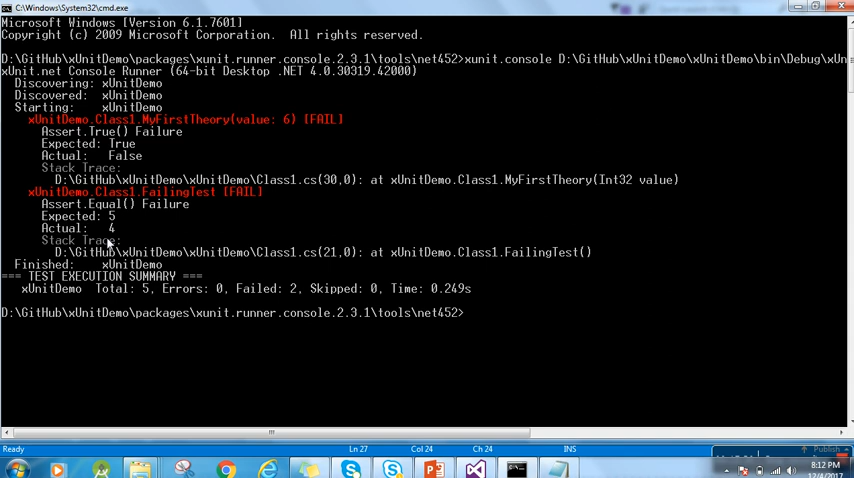 C:\Windows\System32\cmd.exe
Microsoft Windows [Version 6.1.7601]
Copyright (c) 2009 Microsoft Corporation.  All rights reserved.
D:\GitHub\xUnitDemo\packages\xunit.runner.console.2.3.1\tools\net452>xunit.console D:\GitHub\xUnitDemo\xUnitDemo\bin\Debug\xUn
xUnit.net Console Runner (64-bit Desktop .NET 4.0.30319.42000)
Discovering: xUnitDemo
Discovered:  xUnitDemo
Starting:    xUnitDemo
xUnitDemo.Class1.MyFirstTheory(value: 6) [FAIL]
Assert.True() Failure
Expected: True
Actual:   False
Stack Trace:
D:\GitHub\xUnitDemo\xUnitDemo\Class1.cs(30,0): at xUnitDemo.Class1.MyFirstTheory(Int32 value)
xUnitDemo.Class1.FailingTest [FAIL]
Assert.Equal() Failure
Expected: 5
Actual:   4
Stack Trace:
D:\GitHub\xUnitDemo\xUnitDemo\Class1.cs(21,0): at xUnitDemo.Class1.FailingTest()
Finished:    xUnitDemo
=== TEST EXECUTION SUMMARY ===
xUnitDemo  Total: 5, Errors: 0, Failed: 2, Skipped: 0, Time: 0.249s
D:\GitHub\xUnitDemo\packages\xunit.runner.console.2.3.1\tools\net452>
Ready Ln 27 Col 24 Ch 24 INS Publish
8:12 PM
12/4/2017